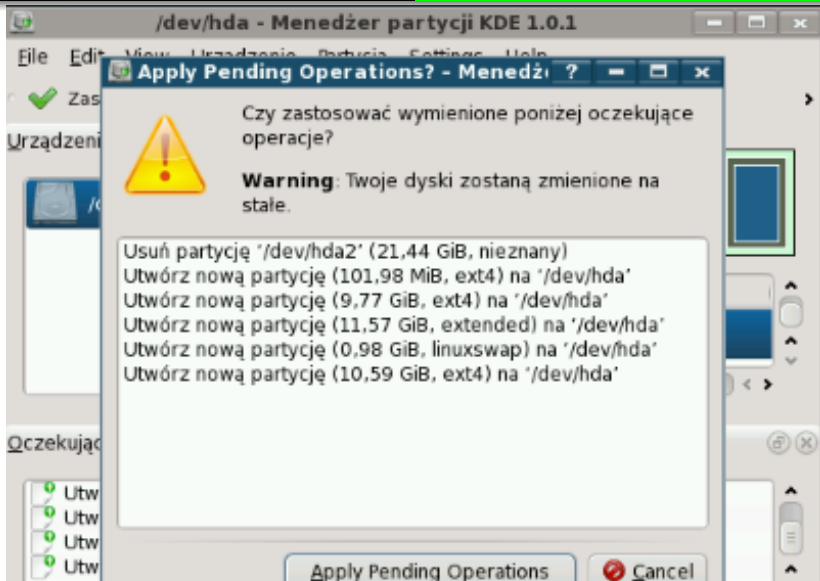 /dev/hda - Menedżer partycji KDE 1.0.1
File Edit View Urządzenie Partycja Settings Help
Apply Pending Operations? - Menedż
Zas
Czy zastosować wymienione poniżej oczekujące
operacje?
Urządzeni
Warning: Twoje dyski zostaną zmienione na
stałe.
Usuń partycję '/dev/hda2' (21,44 GiB, nieznany)
Utwórz nową partycję (101,98 MiB, ext4) na '/dev/hda'
Utwórz nową partycję (9,77 GiB, ext4) na '/dev/hda'
Utwórz nową partycję (11,57 GiB, extended) na '/dev/hda'
Utwórz nową partycję (0,98 GiB, linuxswap) na '/dev/hda'
Utwórz nową partycję (10,59 GiB, ext4) na '/dev/hda'
Oczekując
Utw
Utw
Utw
Utw
Apply Pending Operations Cancel